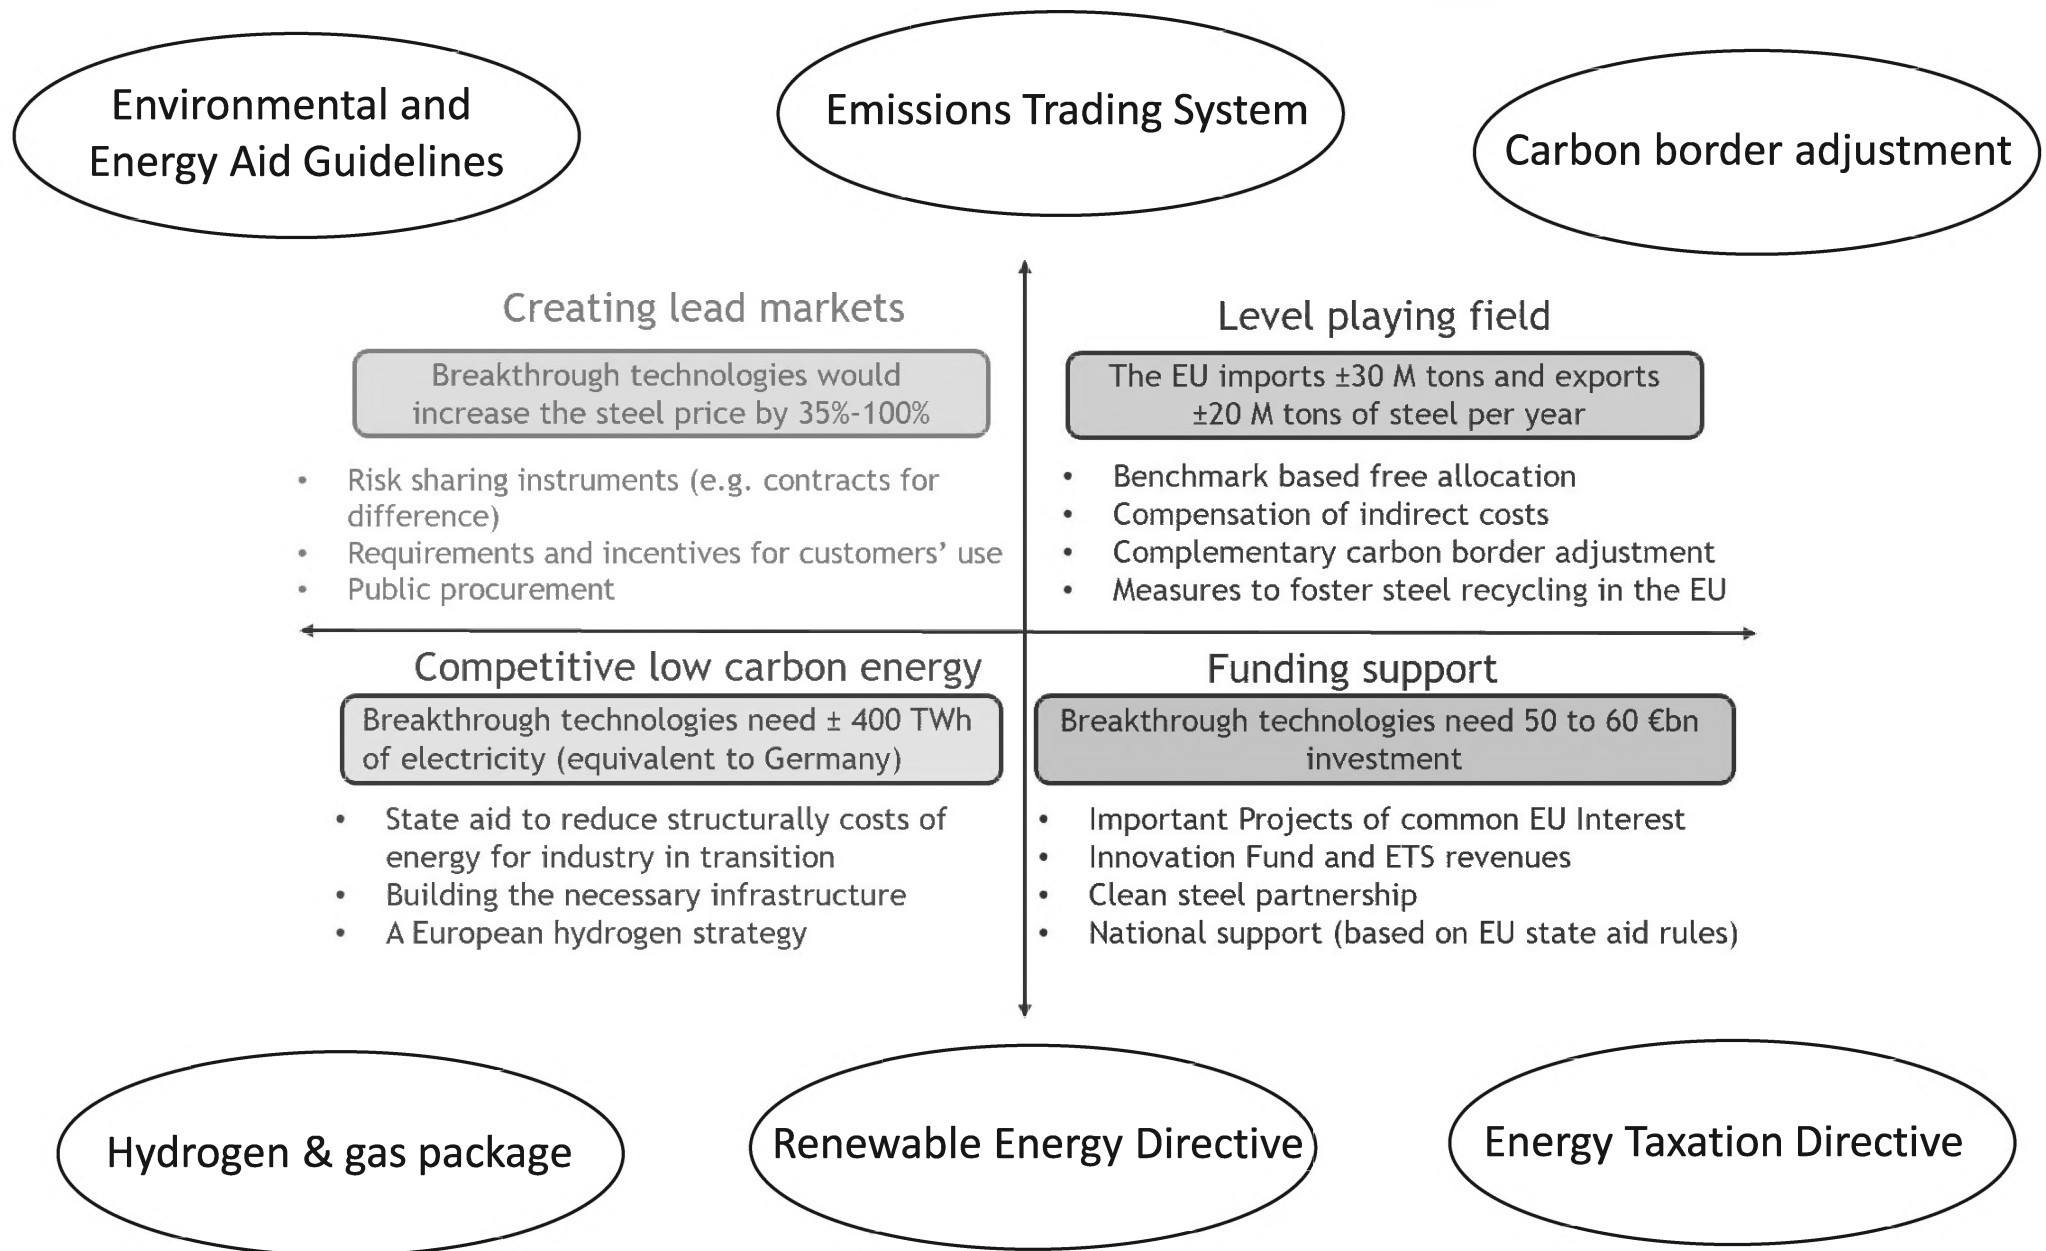 Environmental and
Energy Aid Guidelines
Emissions Trading System
Carbon border adjustment
Creating lead markets
Breakthrough technologies would
increase the steel price by 35%-100%
• Risk sharing instruments (e.g. contracts for
difference)
• Requirements and incentives for customers’ use
• Public procurement
Level playing field
The EU imports ±30 M tons and exports
±20 M tons of steel per year
• Benchmark based free allocation
• Compensation of indirect costs
• Complementary carbon border adjustment
• Measures to foster steel recycling in the EU
Competitive low carbon energy
Breakthrough technologies need ± 400 TWh
of electricity (equivalent to Germany)
• State aid to reduce structurally costs of
energy for industry in transition
• Building the necessary infrastructure
• A European hydrogen strategy
Funding support
Breakthrough technologies need 50 to 60 €bn
investment
• Important Projects of common EU Interest
• Innovation Fund and ETS revenues
• Clean steel partnership
• National support (based on EU state aid rules)
Hydrogen & gas package
Renewable Energy Directive
Energy Taxation Directive